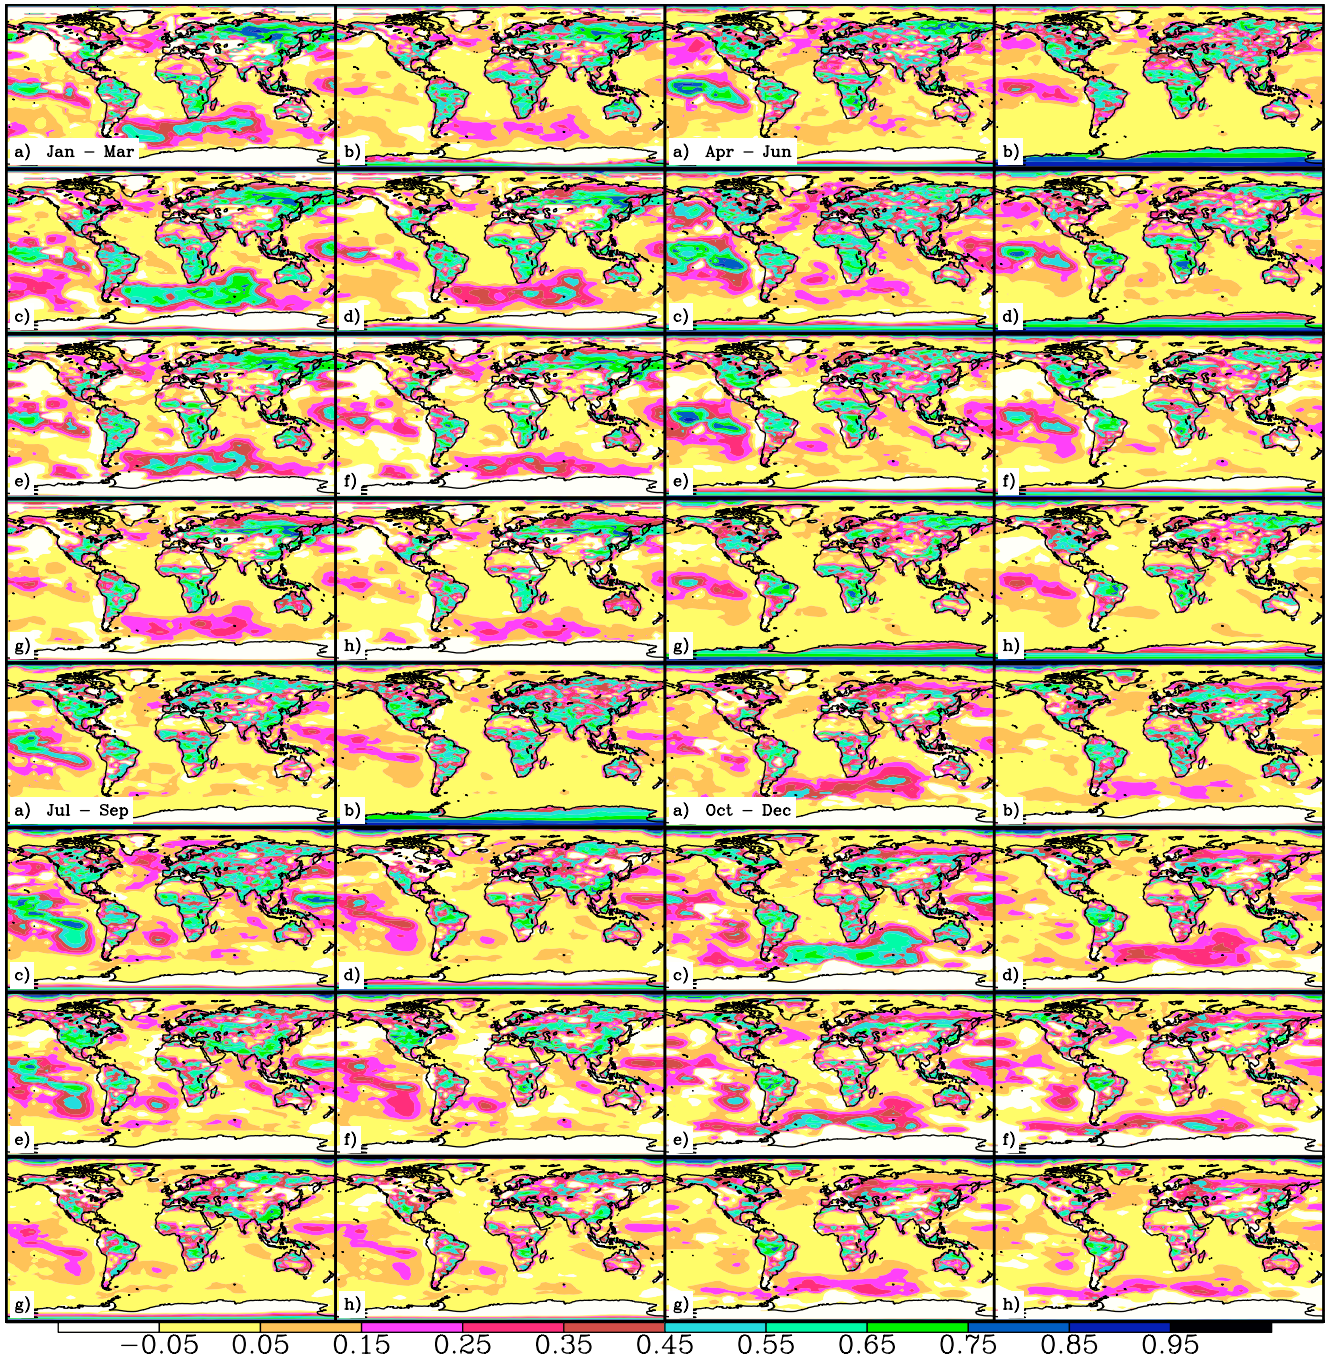 a) Jan − Mar
b)
a) Apr − Jun
b)
c)
d)
c)
d)
e)
f)
e)
f)
g)
h)
g)
h)
a) Jul − Sep
b)
a) Oct − Dec
b)
c)
d)
c)
d)
e)
f)
e)
f)
g)
h)
g)
h)
−0.05 0.05 0.15 0.25 0.35 0.45 0.55 0.65 0.75 0.85 0.95